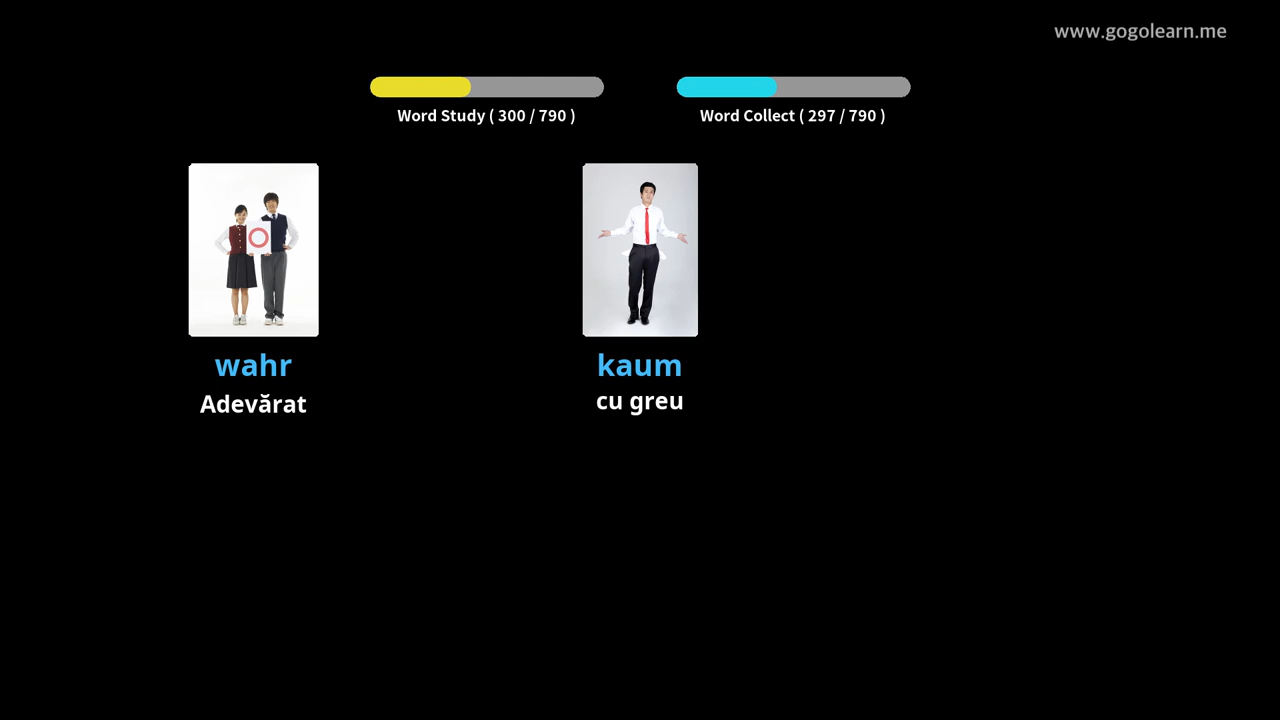 www.gogolearn.me
Word Study ( 300 / 790 )
Word Collect ( 297 / 790 )
wahr
Adevărat
kaum
cu greu